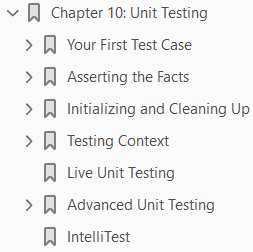 Chapter 10: Unit Testing
Your First Test Case
Asserting the Facts
Initializing and Cleaning Up
Testing Context
Live Unit Testing
Advanced Unit Testing
IntelliTest